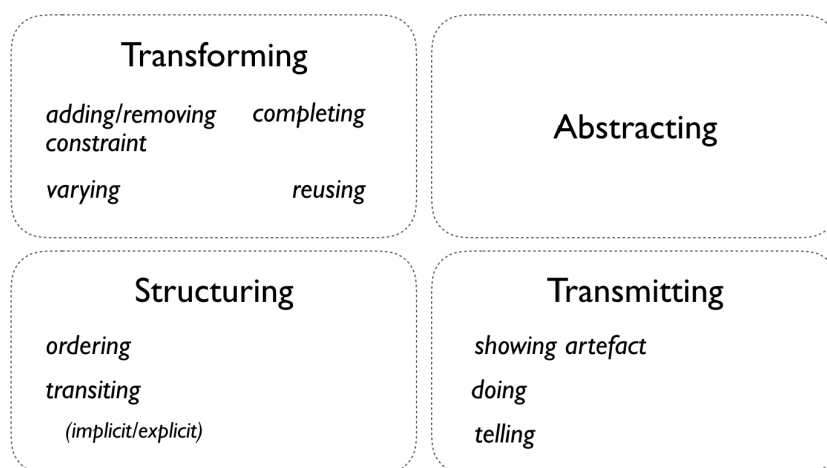 Transforming
adding/removing completing
constraint
varying reusing
Abstracting
Structuring
ordering
transiting
(implicit/explicit)
Transmitting
showing artefact
doing
telling